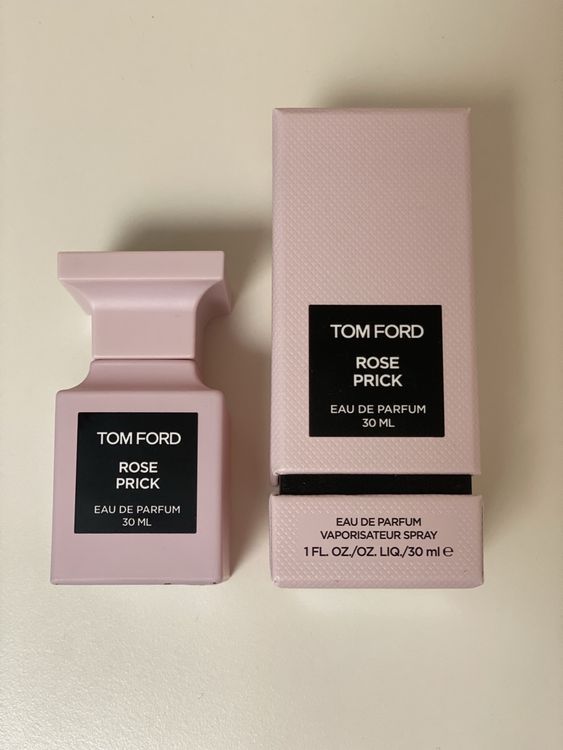 TOM FORD
ROSE
PRICK
EAU DE PARFUM
30 ML
TOM FORD
ROSE
PRICK
EAU DE PARFUM
30 ML
EAU DE PARFUM
VAPORISATEUR SPRAY
1 FL. OZ./OZ. LIQ./30 ml ℮